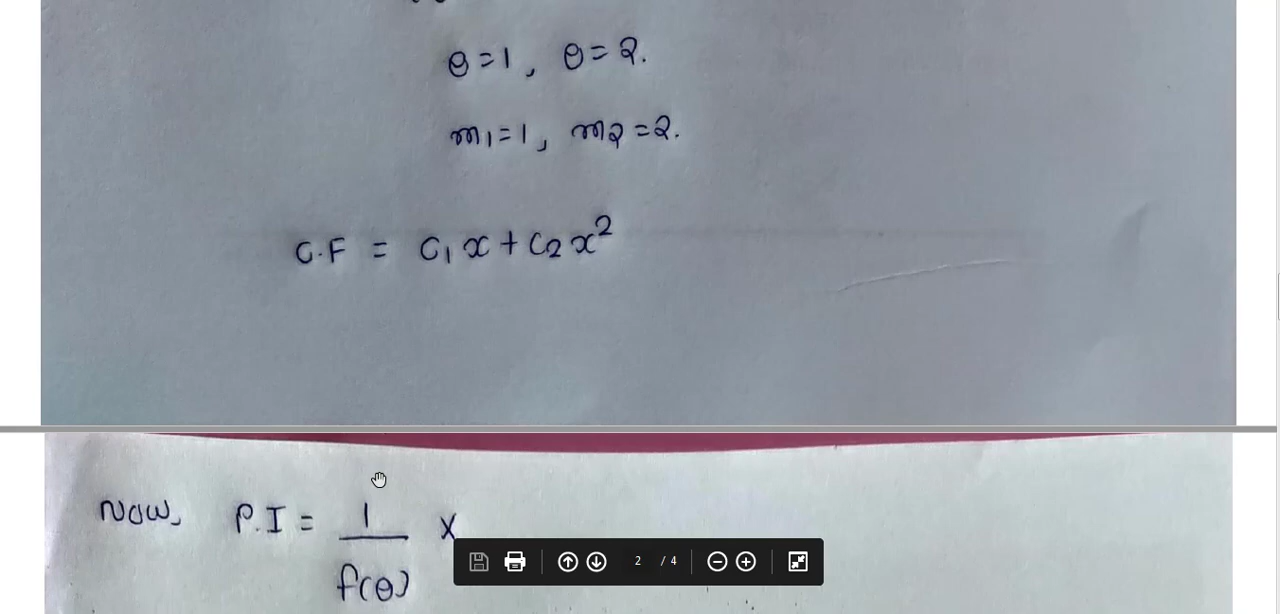 θ=1, θ=2.
m1=1, m2=2.
C.F = C1x+C2x²
Now, P.I = 1/f(θ) X
2 / 4